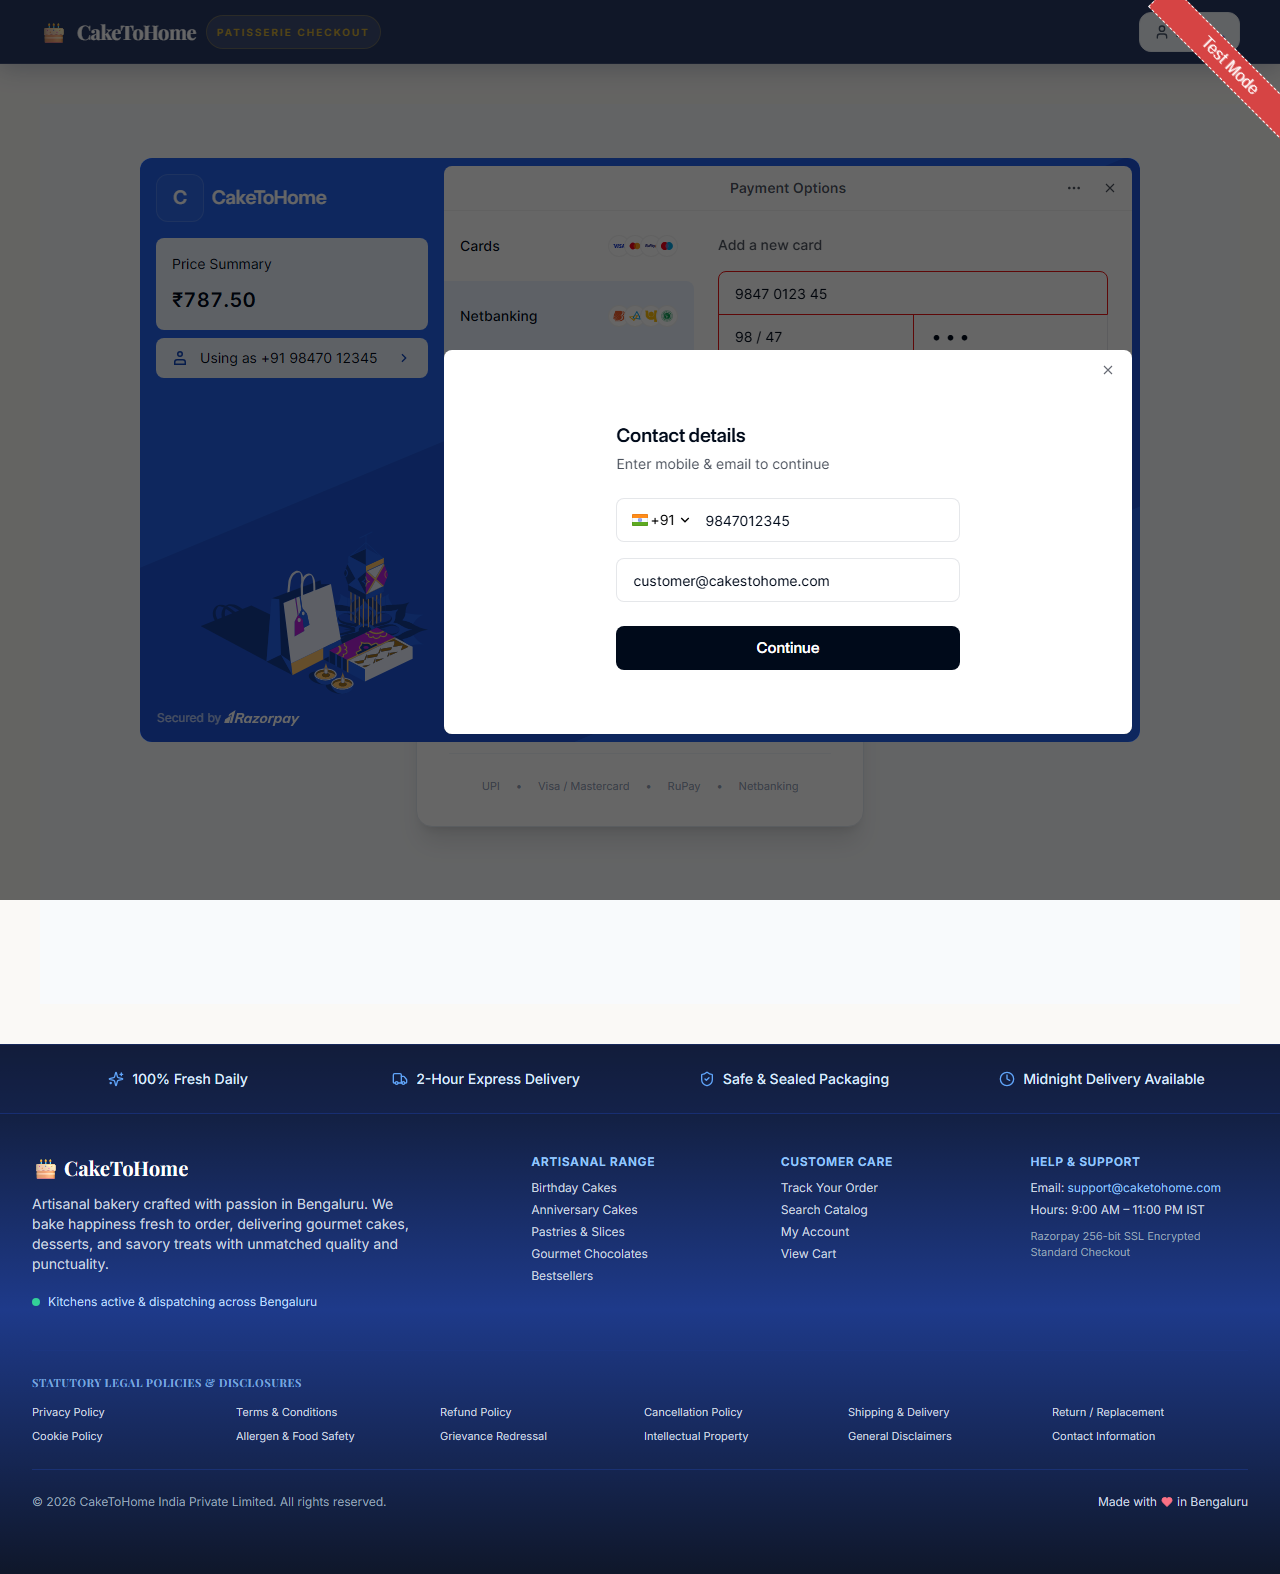 CakeToHome
PATISSERIE CHECKOUT
Test Mode
C
CakeToHome
Price Summary
₹787.50
Using as +91 98470 12345
Secured by Razorpay
Payment Options
Cards
VISA
Netbanking
Add a new card
9847 0123 45
98 / 47
Contact details
Enter mobile & email to continue
+91
9847012345
customer@cakestohome.com
Continue
UPI • Visa / Mastercard • RuPay • Netbanking
100% Fresh Daily
2-Hour Express Delivery
Safe & Sealed Packaging
Midnight Delivery Available
CakeToHome
Artisanal bakery crafted with passion in Bengaluru. We
bake happiness fresh to order, delivering gourmet cakes,
desserts, and savory treats with unmatched quality and
punctuality.
Kitchens active & dispatching across Bengaluru
ARTISANAL RANGE
Birthday Cakes
Anniversary Cakes
Pastries & Slices
Gourmet Chocolates
Bestsellers
CUSTOMER CARE
Track Your Order
Search Catalog
My Account
View Cart
HELP & SUPPORT
Email: support@caketohome.com
Hours: 9:00 AM – 11:00 PM IST
Razorpay 256-bit SSL Encrypted
Standard Checkout
STATUTORY LEGAL POLICIES & DISCLOSURES
Privacy Policy
Terms & Conditions
Refund Policy
Cancellation Policy
Shipping & Delivery
Return / Replacement
Cookie Policy
Allergen & Food Safety
Grievance Redressal
Intellectual Property
General Disclaimers
Contact Information
© 2026 CakeToHome India Private Limited. All rights reserved.
Made with ❤ in Bengaluru